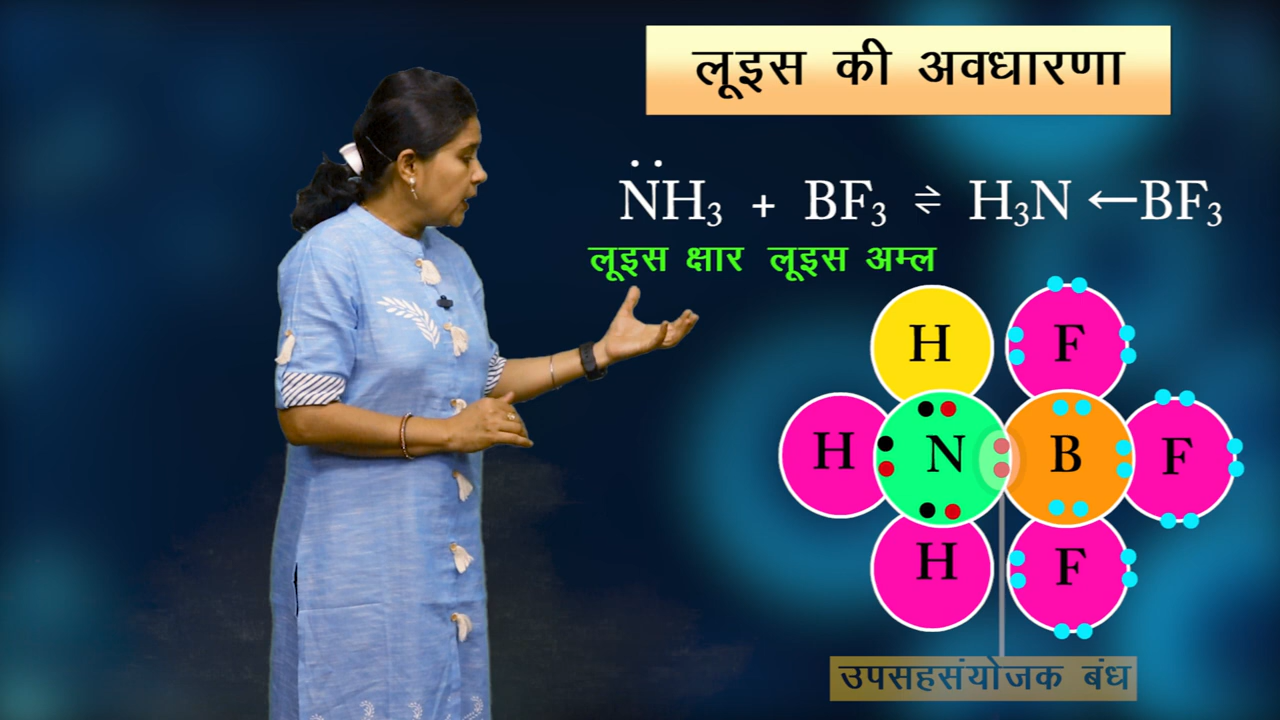 लूइस की अवधारणा
N̈H₃ + BF₃ ⇌ H₃N ←BF₃
लूइस क्षार लूइस अम्ल
H F
H N B F
H F
उपसहसंयोजक बंध